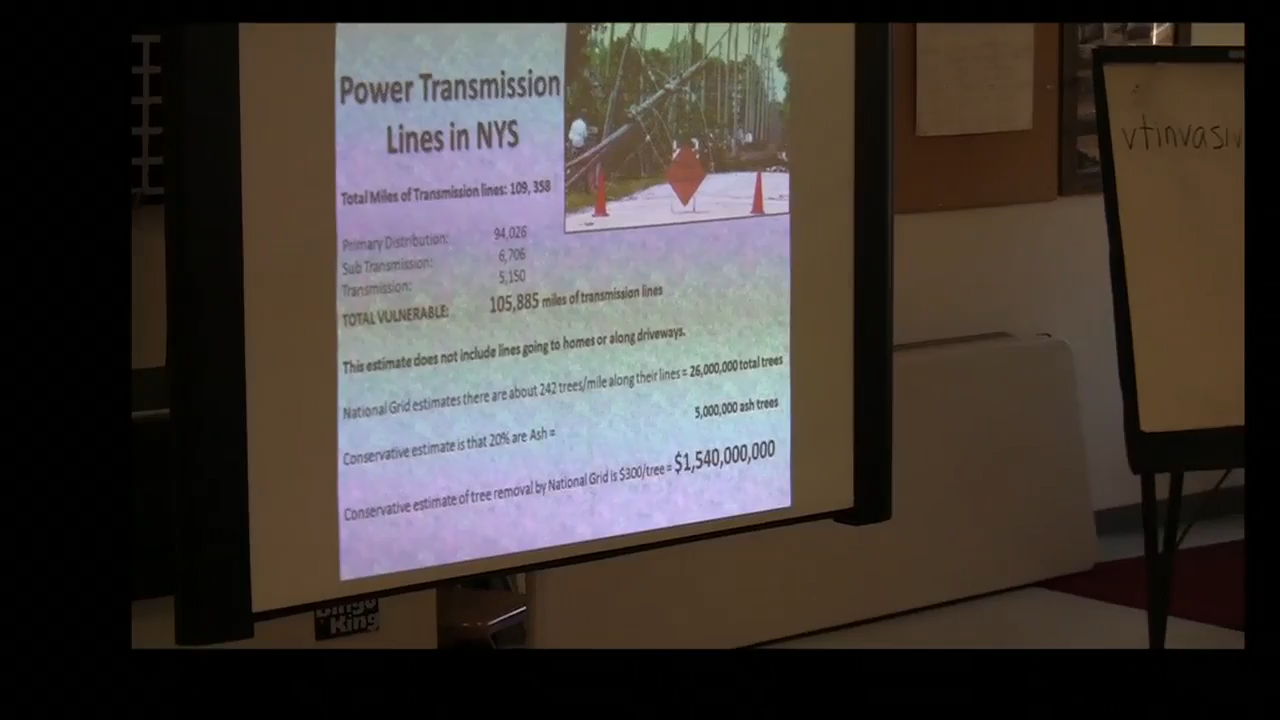 Power Transmission
Lines in NYS
Total Miles of Transmission lines: 109, 358
Primary Distribution: 94,026
Sub Transmission: 6,706
Transmission: 5,150
TOTAL VULNERABLE: 105,885 miles of transmission lines
This estimate does not include lines going to homes or along driveways.
National Grid estimates there are about 242 trees/mile along their lines = 26,000,000 total trees
Conservative estimate is that 20% are Ash = 5,000,000 ash trees
Conservative estimate of tree removal by National Grid is $300/tree = $1,540,000,000
vtinvasiv
Bingo
King